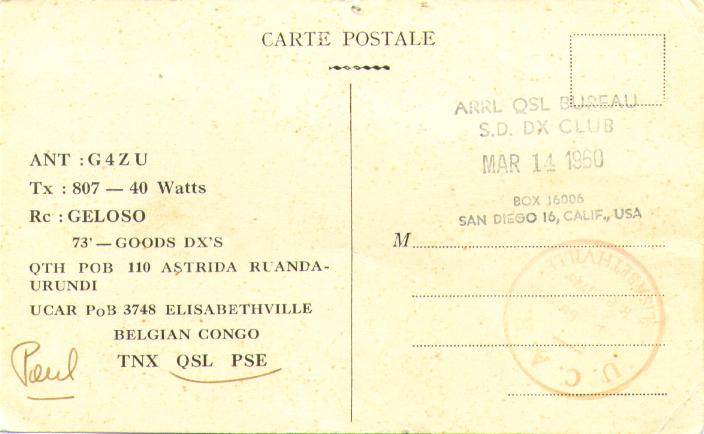 CARTE POSTALE
ANT : G4ZU
Tx : 807 — 40 Watts
Rc : GELOSO
73' — GOODS DX'S
QTH POB 110 ASTRIDA RUANDA-
URUNDI
UCAR PoB 3748 ELISABETHVILLE
BELGIAN CONGO
TNX QSL PSE
Paul
ARRL QSL BUREAU
S.D. DX CLUB
MAR 14 1960
BOX 16006
SAN DIEGO 16, CALIF., USA
M
U. C. A.